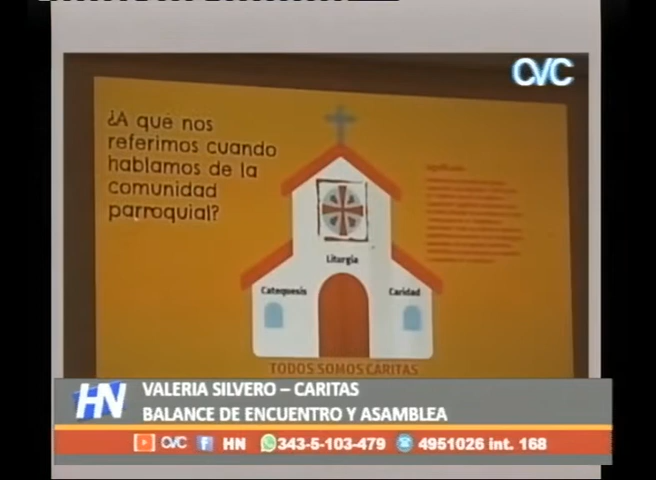 CVC
¿A qué nos
referimos cuando
hablamos de la
comunidad
parroquial?
Liturgia
Catequesis
Caridad
TODOS SOMOS CARITAS
HN
VALERIA SILVERO – CARITAS
BALANCE DE ENCUENTRO Y ASAMBLEA
CVC HN 343-5-103-479 4951026 int. 168